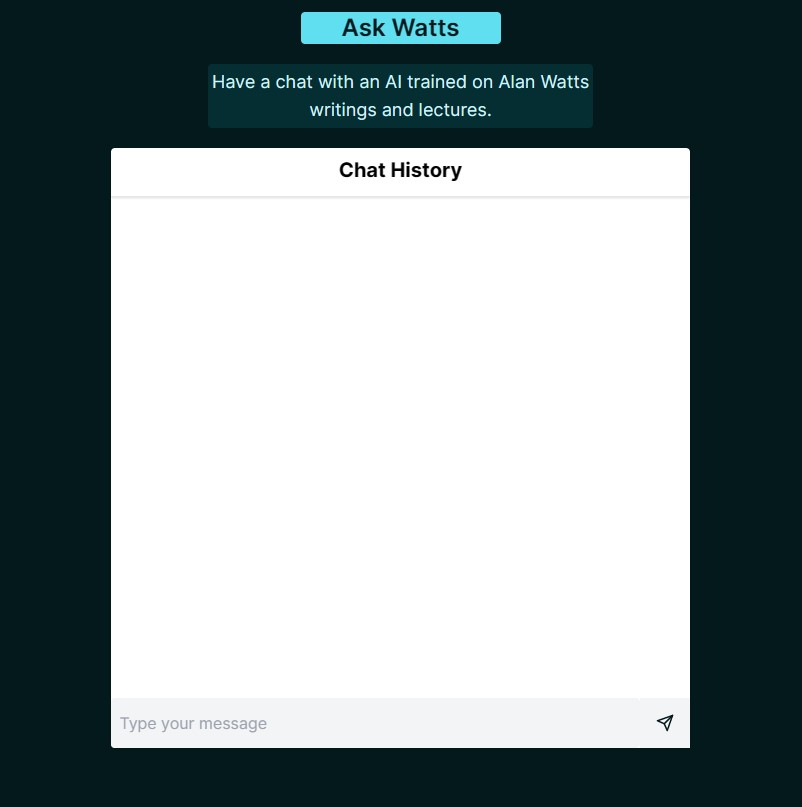 Ask Watts
Have a chat with an AI trained on Alan Watts
writings and lectures.
Chat History
Type your message